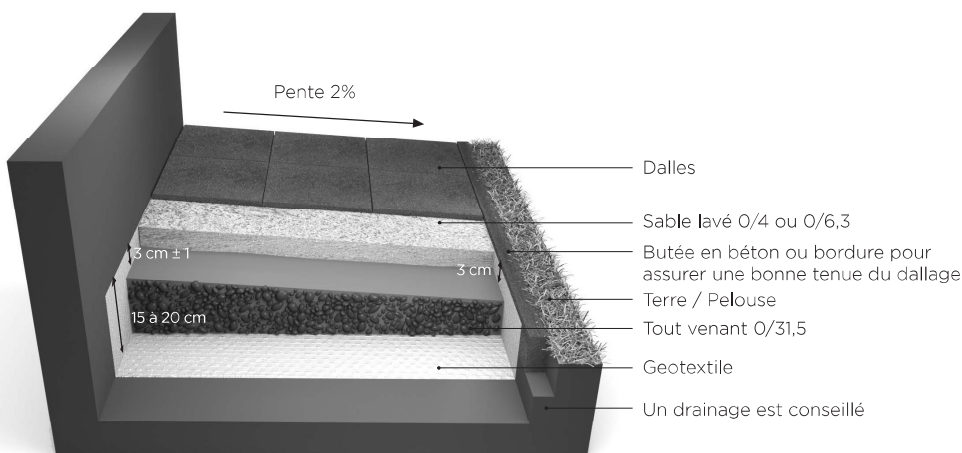 Pente 2%
Dalles
Sable lavé 0/4 ou 0/6,3
3 cm ± 1
Butée en béton ou bordure pour
assurer une bonne tenue du dallage
3 cm
Terre / Pelouse
15 à 20 cm
Tout venant 0/31,5
Geotextile
Un drainage est conseillé